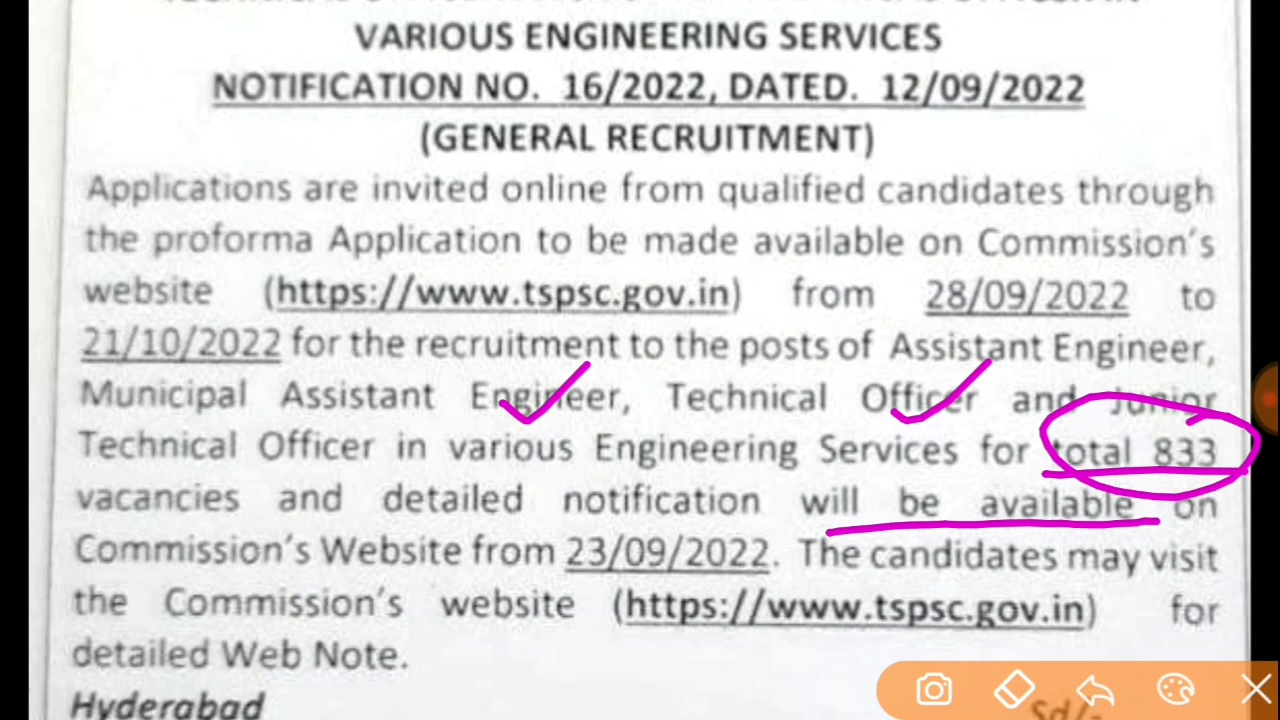 VARIOUS ENGINEERING SERVICES
NOTIFICATION NO. 16/2022, DATED. 12/09/2022
(GENERAL RECRUITMENT)
Applications are invited online from qualified candidates through
the proforma Application to be made available on Commission's
website (https://www.tspsc.gov.in) from 28/09/2022 to
21/10/2022 for the recruitment to the posts of Assistant Engineer,
Municipal Assistant Engineer, Technical Officer and Junior
Technical Officer in various Engineering Services for total 833
vacancies and detailed notification will be available on
Commission's Website from 23/09/2022. The candidates may visit
the Commission's website (https://www.tspsc.gov.in) for
detailed Web Note.
Hyderabad Sd/-